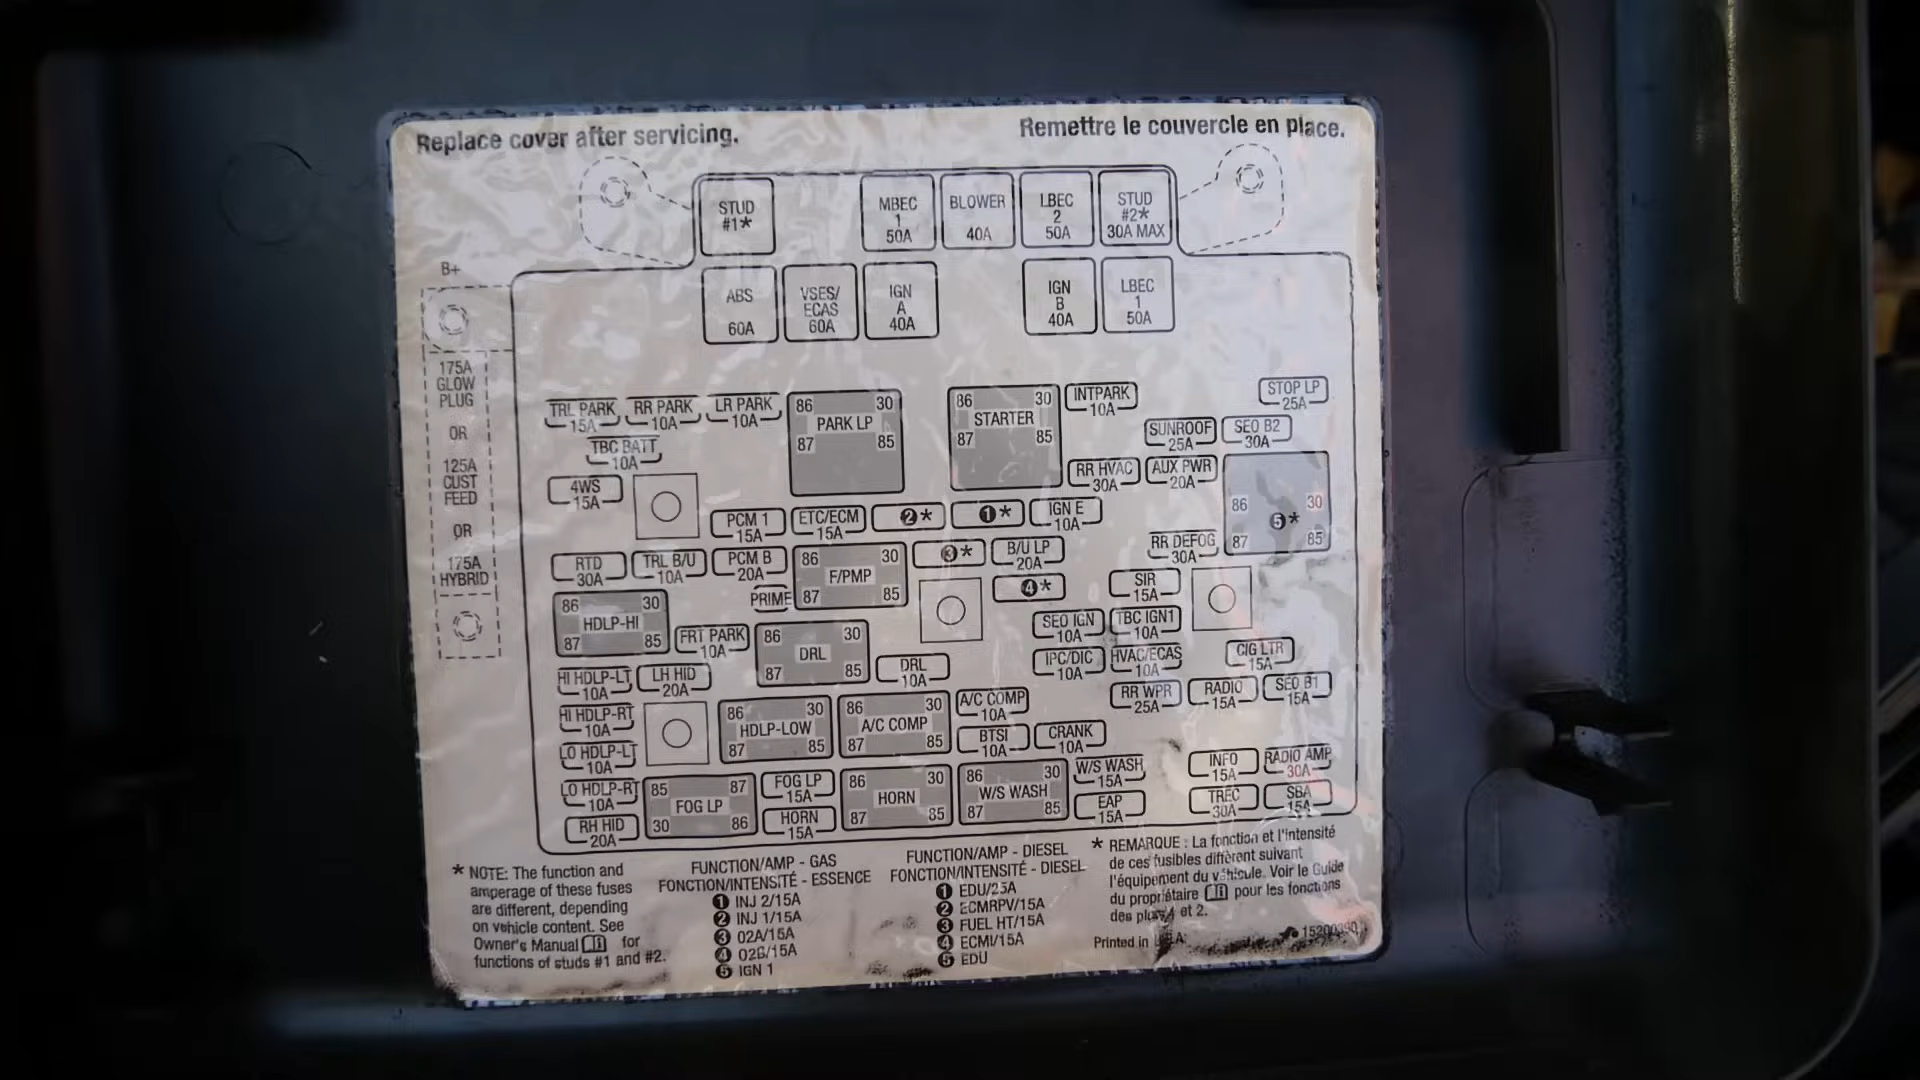 Replace cover after servicing.
Remettre le couvercle en place.
STUD
#1*
MBEC
1
50A
BLOWER
40A
LBEC
2
50A
STUD
#2*
30A MAX
B+
ABS
60A
VSES/
ECAS
60A
IGN
A
40A
IGN
B
40A
LBEC
1
50A
175A
GLOW
PLUG
OR
125A
CUST
FEED
OR
175A
HYBRID
TRL PARK
15A
RR PARK
10A
LR PARK
10A
86 30
PARK LP
87 85
86 30
STARTER
87 85
INTPARK
10A
STOP LP
25A
TBC BATT
10A
SUNROOF
25A
SEO B2
30A
4WS
15A
RR HVAC
30A
AUX PWR
20A
86 30
5*
87 85
PCM 1
15A
ETC/ECM
15A
2*
1*
IGN E
10A
RR DEFOG
30A
RTD
30A
TRL B/U
10A
PCM B
20A
86 30
F/PMP
87 85
3*
B/U LP
20A
PRIME
4*
SIR
15A
86 30
HDLP-HI
87 85
FRT PARK
10A
86 30
DRL
87 85
SEO IGN
10A
TBC IGN1
10A
HI HDLP-LT
10A
LH HID
20A
DRL
10A
IPC/DIC
10A
HVAC/ECAS
10A
CIG LTR
15A
HI HDLP-RT
10A
86 30
HDLP-LOW
87 85
86 30
A/C COMP
87 85
A/C COMP
10A
RR WPR
25A
RADIO
15A
SEO B1
15A
LO HDLP-LT
10A
BTSI
10A
CRANK
10A
LO HDLP-RT
10A
85 87
FOG LP
30 86
FOG LP
15A
86 30
HORN
87 85
86 30
W/S WASH
87 85
W/S WASH
15A
INFO
15A
RADIO AMP
30A
RH HID
20A
HORN
15A
EAP
15A
TREC
30A
SBA
15A
* NOTE: The function and
amperage of these fuses
are different, depending
on vehicle content. See
Owner's Manual for
functions of studs #1 and #2.
FUNCTION/AMP - GAS
FONCTION/INTENSITÉ - ESSENCE
1 INJ 2/15A
2 INJ 1/15A
3 02A/15A
4 02B/15A
5 IGN 1
FUNCTION/AMP - DIESEL
FONCTION/INTENSITÉ - DIESEL
1 EDU/25A
2 ECMRPV/15A
3 FUEL HT/15A
4 ECMI/15A
5 EDU
* REMARQUE : La fonction et l'intensité
de ces fusibles diffèrent suivant
l'équipement du véhicule. Voir le Guide
du propriétaire pour les fonctions
des et 2.
Printed in